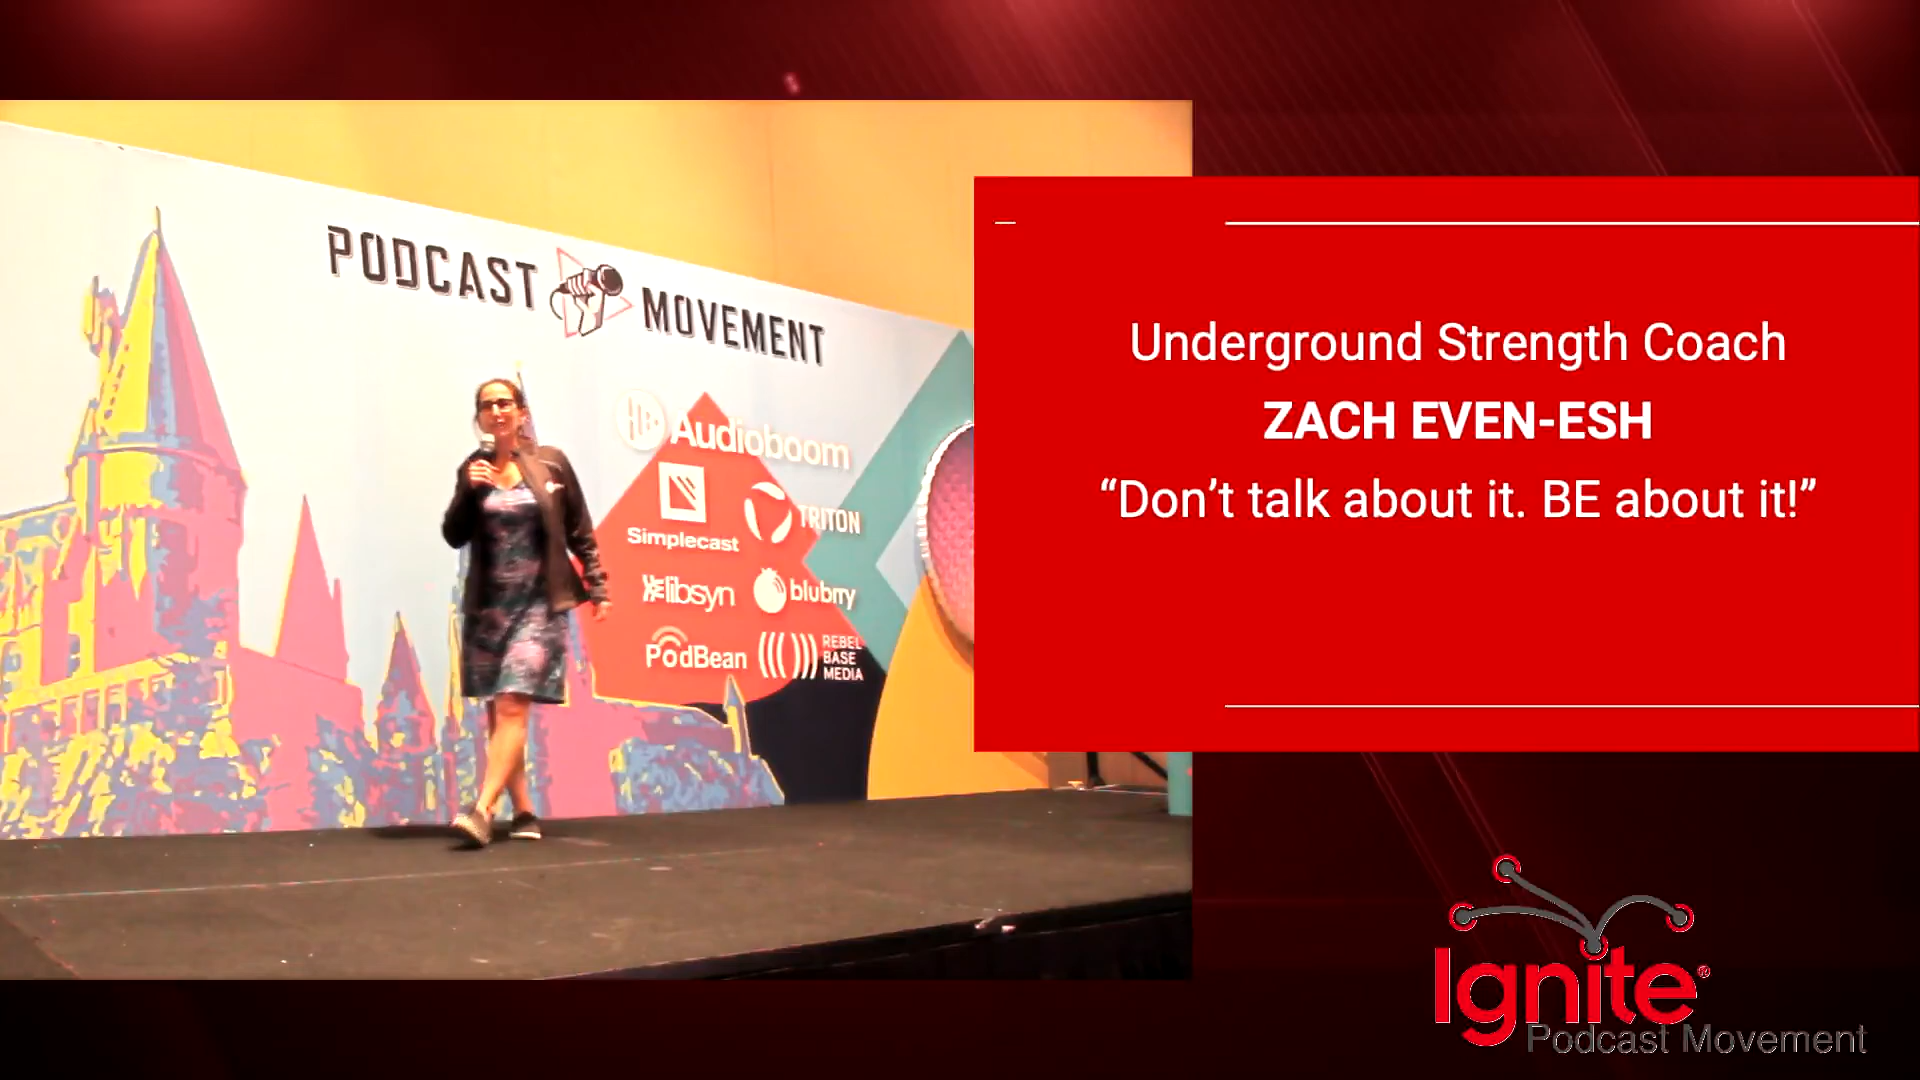 PODCAST MOVEMENT
Audioboom
Simplecast
TRITON
libsyn
blubrry
PodBean
REBEL
BASE
MEDIA
Underground Strength Coach
ZACH EVEN-ESH
“Don’t talk about it. BE about it!”
Ignite®
Podcast Movement